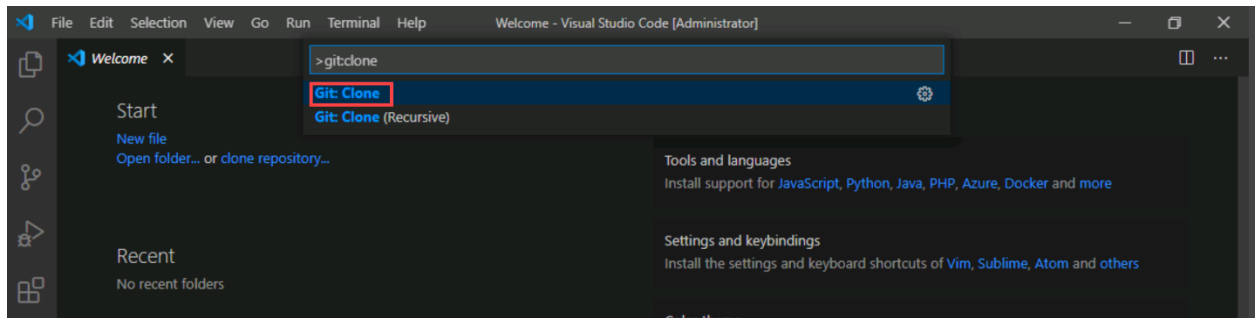 File Edit Selection View Go Run Terminal Help Welcome - Visual Studio Code [Administrator]
Welcome
>git:clone
Git: Clone
Git: Clone (Recursive)
Start
New file
Open folder... or clone repository...
Recent
No recent folders
Tools and languages
Install support for JavaScript, Python, Java, PHP, Azure, Docker and more
Settings and keybindings
Install the settings and keyboard shortcuts of Vim, Sublime, Atom and others